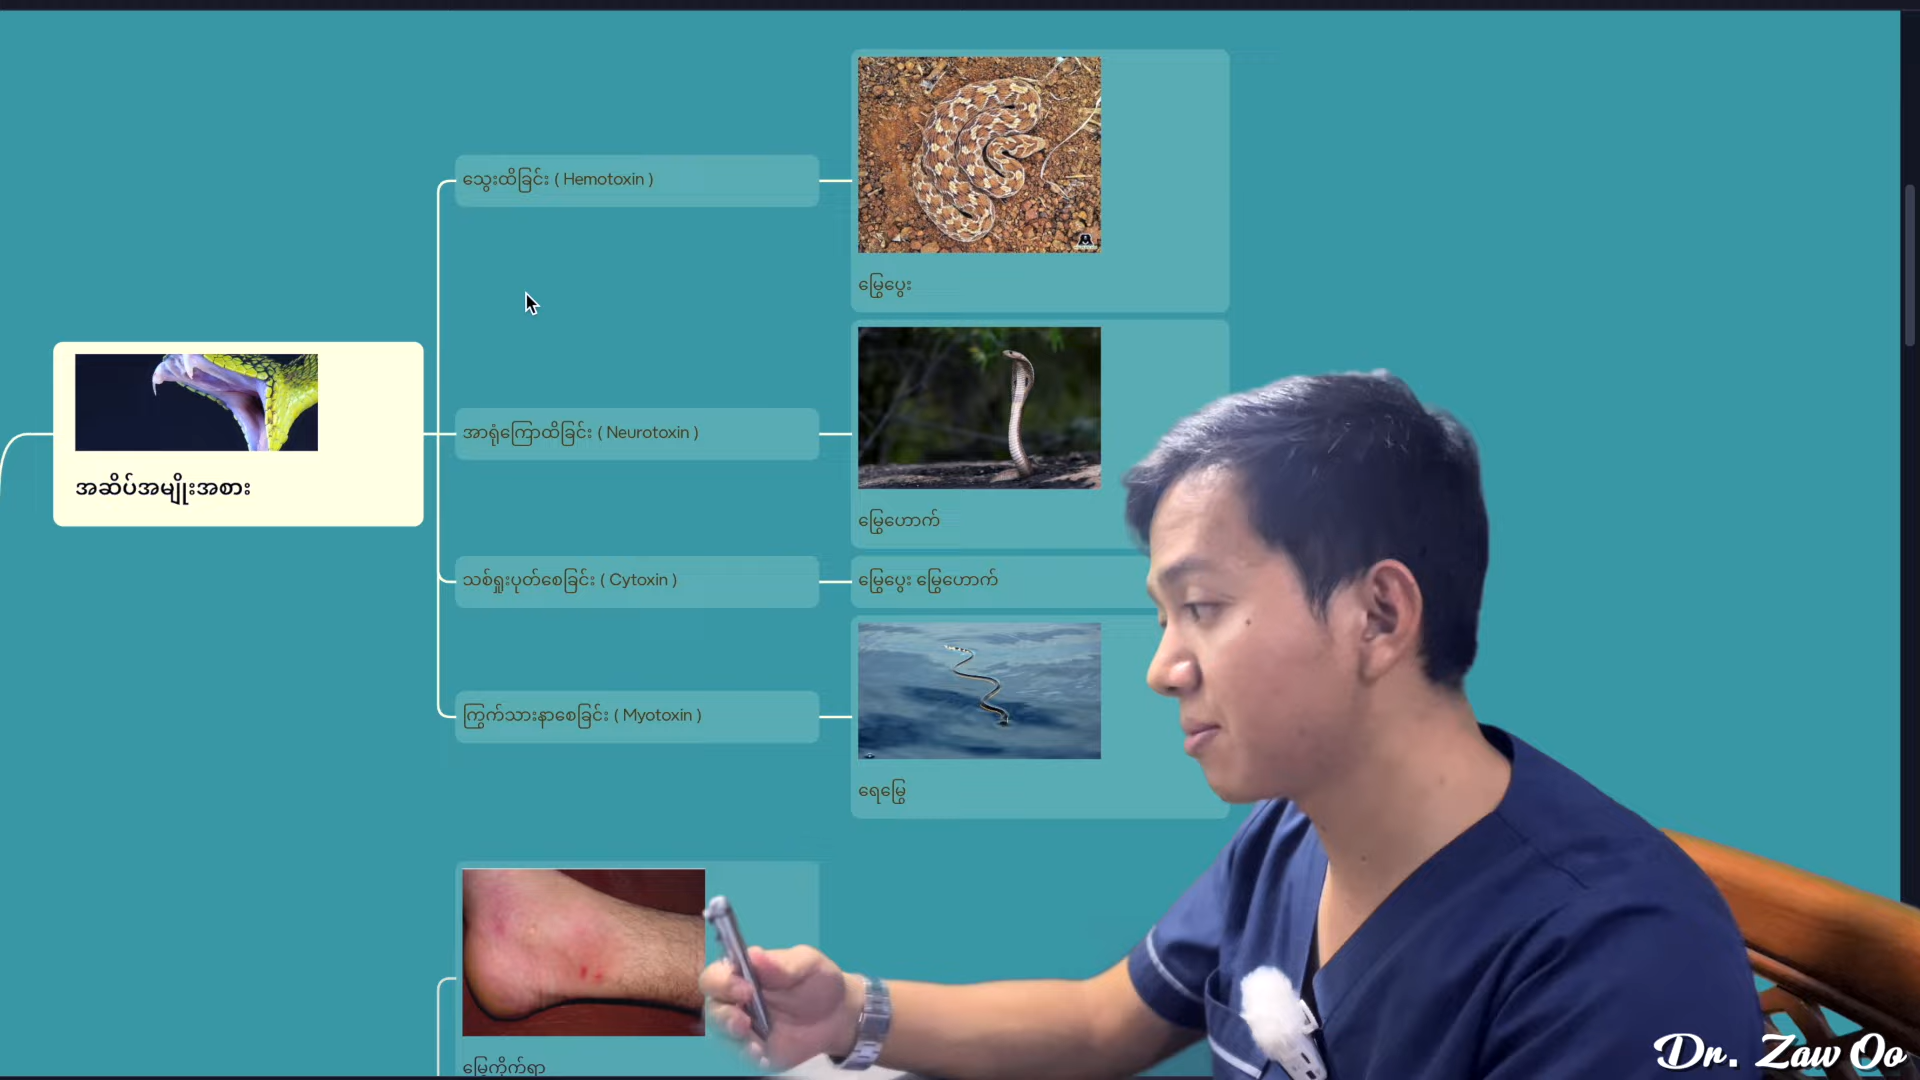 သွေးထိခြင်း ( Hemotoxin )
မြွေပွေး
အာရုံကြောထိခြင်း ( Neurotoxin )
မြွေဟောက်
အဆိပ်အမျိုးအစား
သစ်ရှူးပုတ်စေခြင်း ( Cytoxin )
မြွေပွေး မြွေဟောက်
ကြွက်သားနာစေခြင်း ( Myotoxin )
ရေမြွေ
မြွေကိုက်ရာ
Dr. Zaw Oo